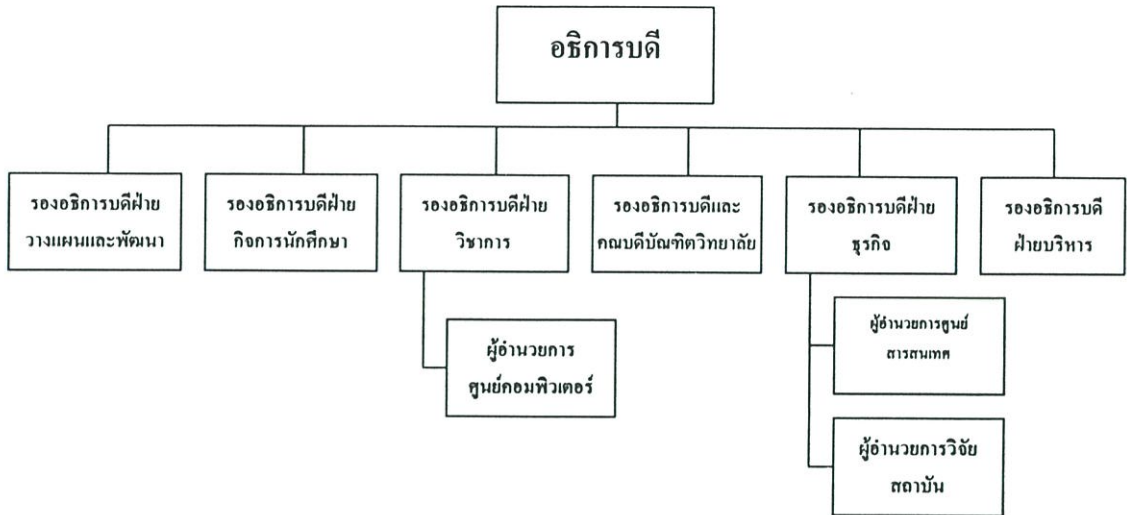 อธิการบดี
รองอธิการบดีฝ่าย
วางแผนและพัฒนา
รองอธิการบดีฝ่าย
กิจการนักศึกษา
รองอธิการบดีฝ่าย
วิชาการ
รองอธิการบดีและ
คณบดีบัณฑิตวิทยาลัย
รองอธิการบดีฝ่าย
ธุรกิจ
รองอธิการบดี
ฝ่ายบริหาร
ผู้อำนวยการ
ศูนย์คอมพิวเตอร์
ผู้อำนวยการศูนย์
สารสนเทศ
ผู้อำนวยการวิจัย
สถาบัน